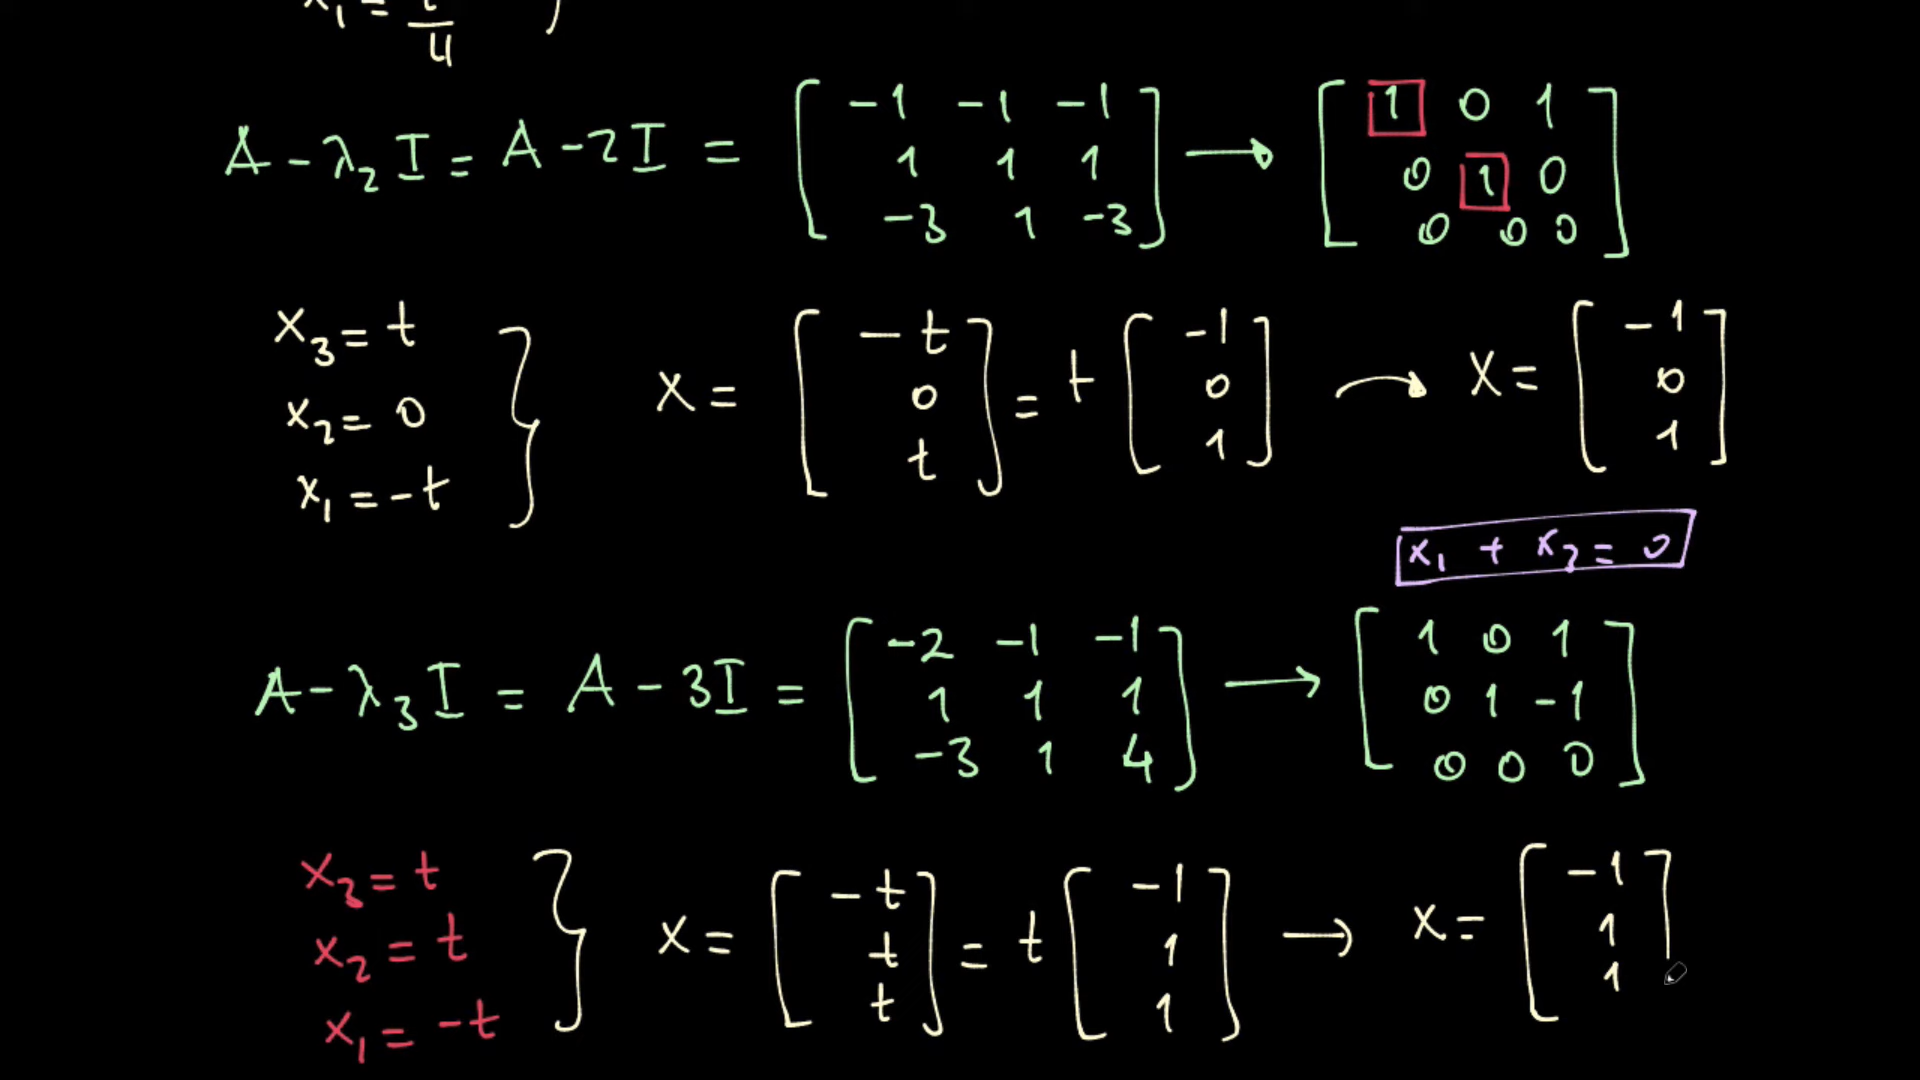 x₁ = t/4 }
A - λ₂I = A - 2I = [ -1 -1 -1 ; 1 1 1 ; -3 1 -3 ] → [ 1 0 1 ; 0 1 0 ; 0 0 0 ]
x₃ = t
x₂ = 0
x₁ = -t
} x = [ -t ; 0 ; t ] = t [ -1 ; 0 ; 1 ] → x = [ -1 ; 0 ; 1 ]
x₁ + x₃ = 0
A - λ₃I = A - 3I = [ -2 -1 -1 ; 1 1 1 ; -3 1 4 ] → [ 1 0 1 ; 0 1 -1 ; 0 0 0 ]
x₃ = t
x₂ = t
x₁ = -t
} x = [ -t ; t ; t ] = t [ -1 ; 1 ; 1 ] → x = [ -1 ; 1 ; 1 ]